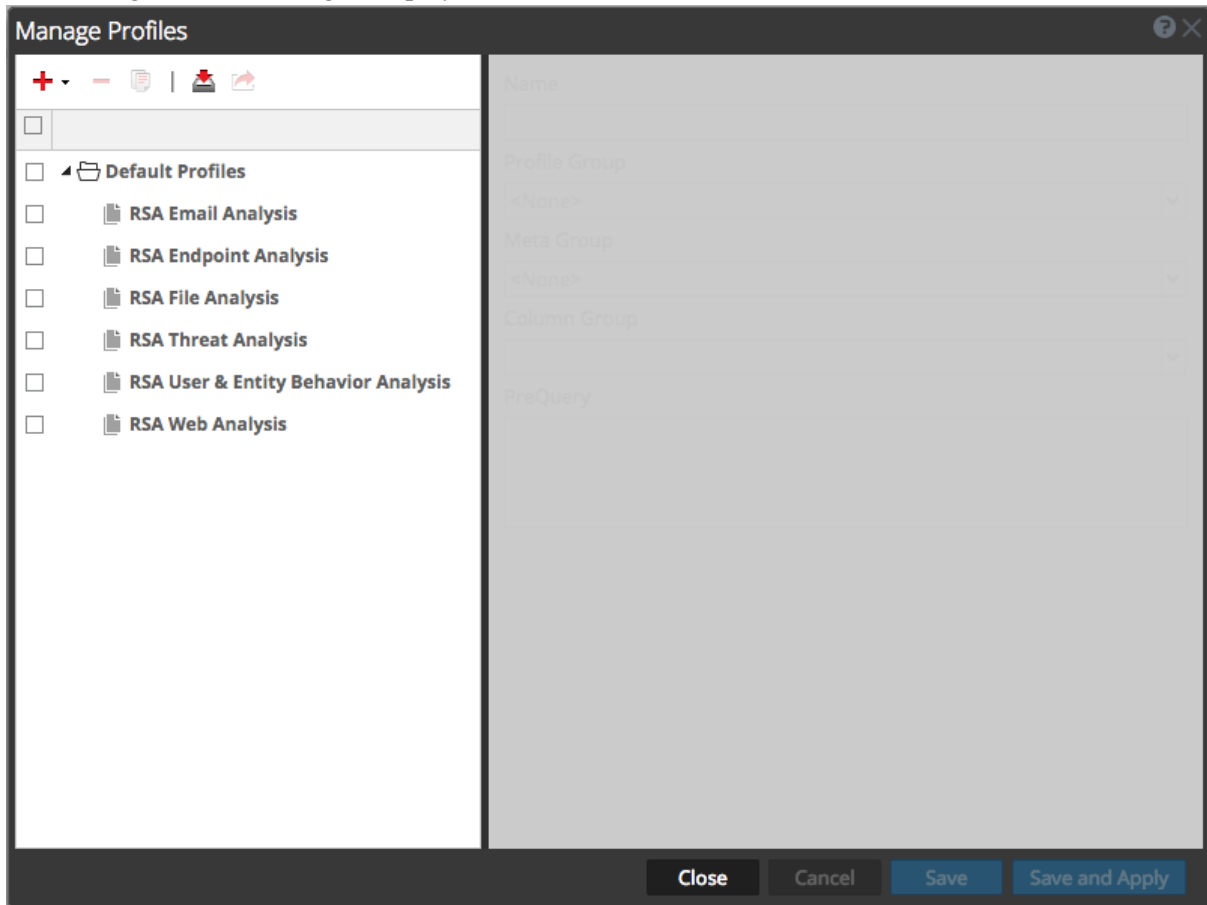 Manage Profiles
Name
Default Profiles
RSA Email Analysis
RSA Endpoint Analysis
RSA File Analysis
RSA Threat Analysis
RSA User & Entity Behavior Analysis
RSA Web Analysis
Profile Group
<None>
Meta Group
<None>
Column Group
PreQuery
Close
Cancel
Save
Save and Apply